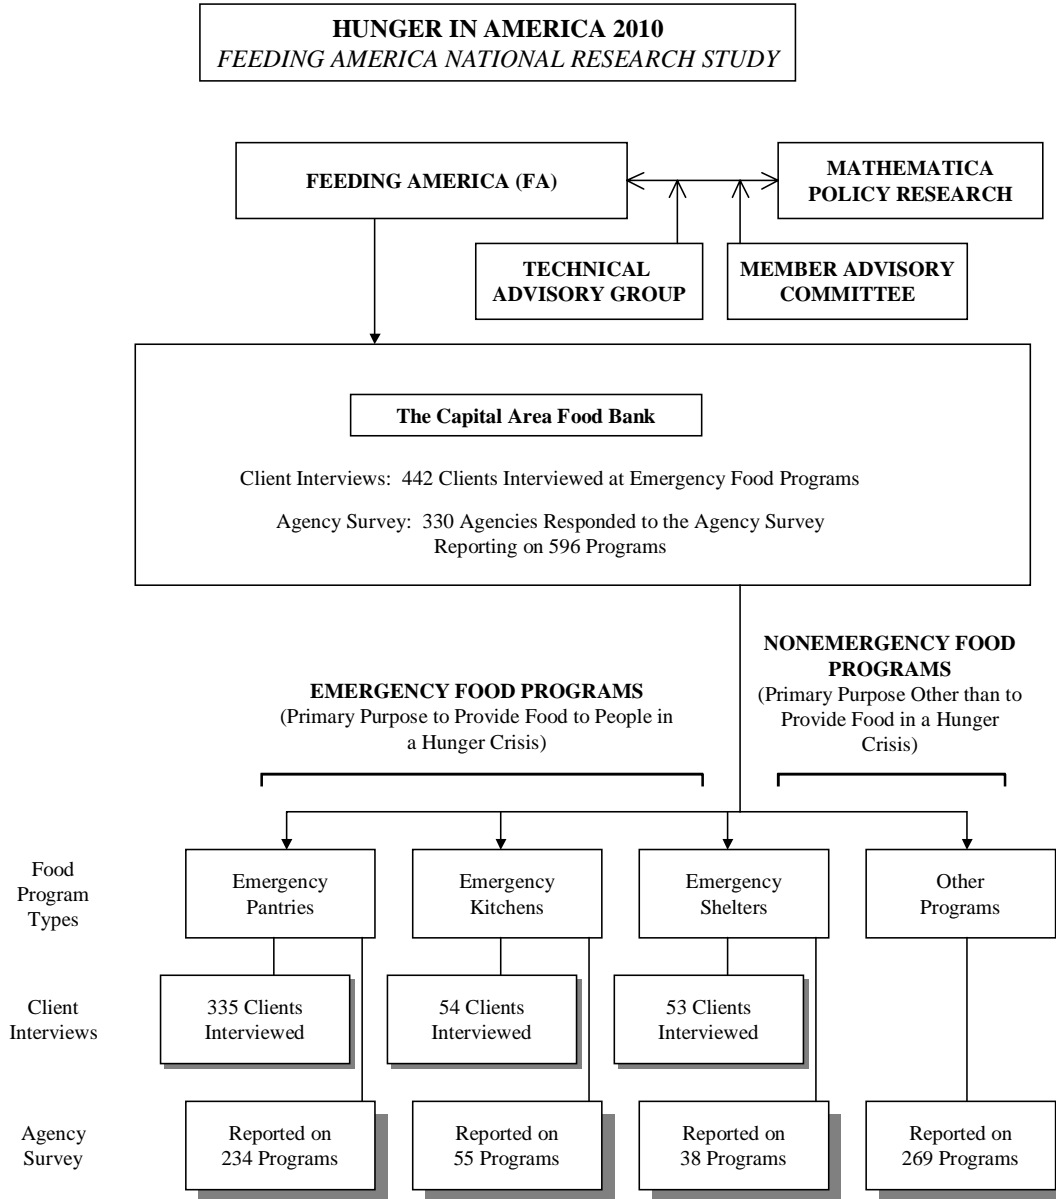 HUNGER IN AMERICA 2010
FEEDING AMERICA NATIONAL RESEARCH STUDY
FEEDING AMERICA (FA)
MATHEMATICA
POLICY RESEARCH
TECHNICAL
ADVISORY GROUP
MEMBER ADVISORY
COMMITTEE
The Capital Area Food Bank
Client Interviews: 442 Clients Interviewed at Emergency Food Programs
Agency Survey: 330 Agencies Responded to the Agency Survey
Reporting on 596 Programs
EMERGENCY FOOD PROGRAMS
(Primary Purpose to Provide Food to People in
a Hunger Crisis)
NONEMERGENCY FOOD
PROGRAMS
(Primary Purpose Other than to
Provide Food in a Hunger
Crisis)
Food
Program
Types
Emergency
Pantries
Emergency
Kitchens
Emergency
Shelters
Other
Programs
Client
Interviews
335 Clients
Interviewed
54 Clients
Interviewed
53 Clients
Interviewed
Agency
Survey
Reported on
234 Programs
Reported on
55 Programs
Reported on
38 Programs
Reported on
269 Programs